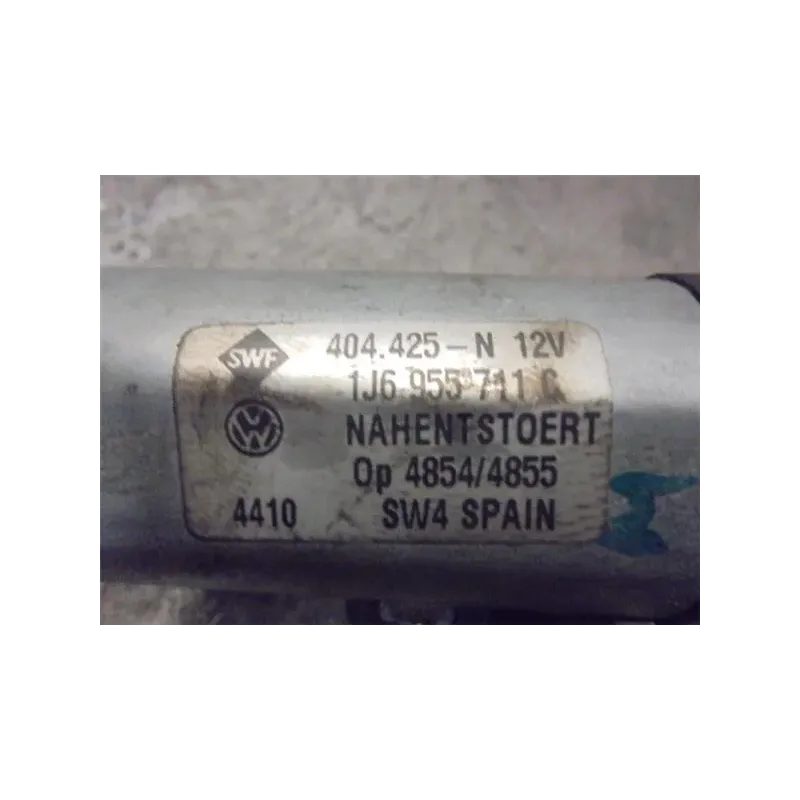 SWF 404.425-N 12V
1J6 955 711 C
NAHENTSTOERT
Op 4854/4855
4410 SW4 SPAIN